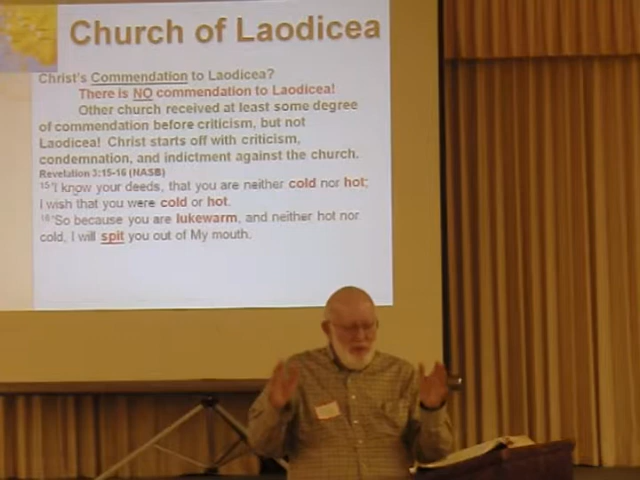 Church of Laodicea
Christ's Commendation to Laodicea?
There is NO commendation to Laodicea!
Other church received at least some degree
of commendation before criticism, but not
Laodicea! Christ starts off with criticism,
condemnation, and indictment against the church.
Revelation 3:15-16 (NASB)
15 'I know your deeds, that you are neither cold nor hot;
I wish that you were cold or hot.
16 'So because you are lukewarm, and neither hot nor
cold, I will spit you out of My mouth.